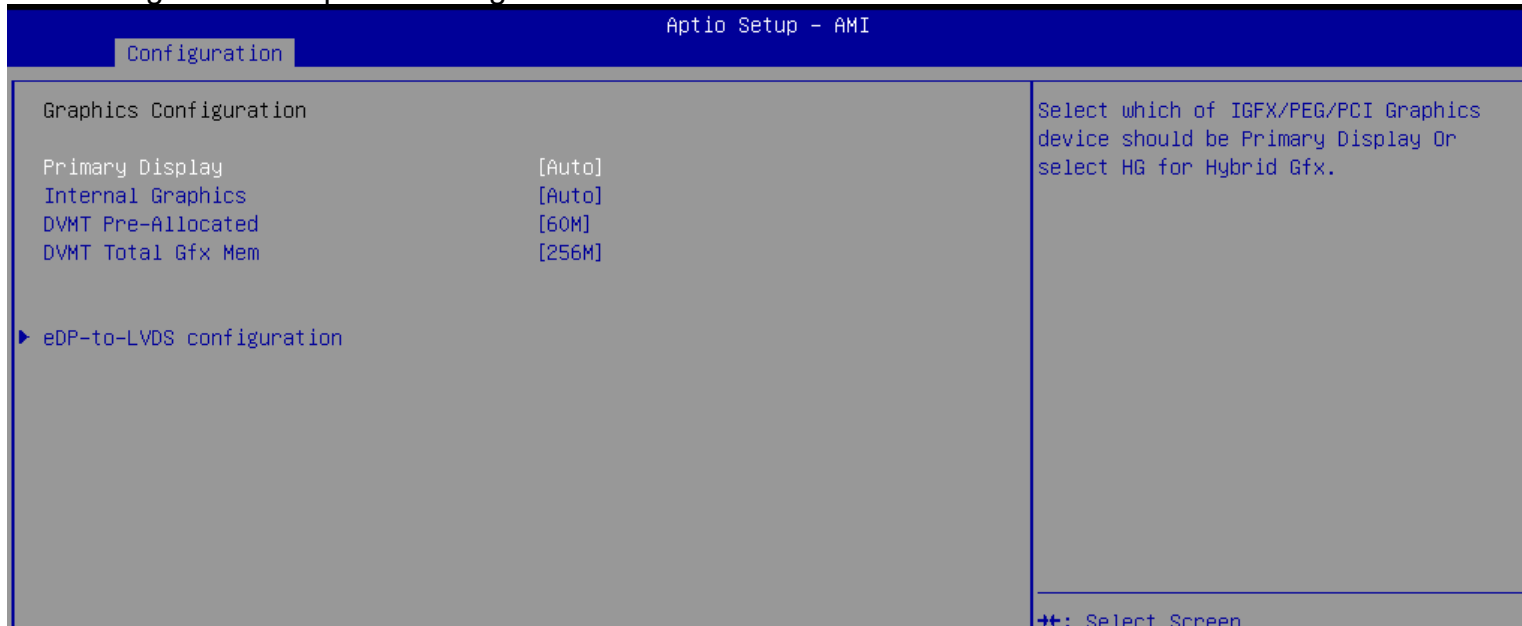 Aptio Setup - AMI
Configuration
Graphics Configuration
Primary Display [Auto]
Internal Graphics [Auto]
DVMT Pre-Allocated [60M]
DVMT Total Gfx Mem [256M]
eDP-to-LVDS configuration
Select which of IGFX/PEG/PCI Graphics
device should be Primary Display Or
select HG for Hybrid Gfx.
: Select Screen